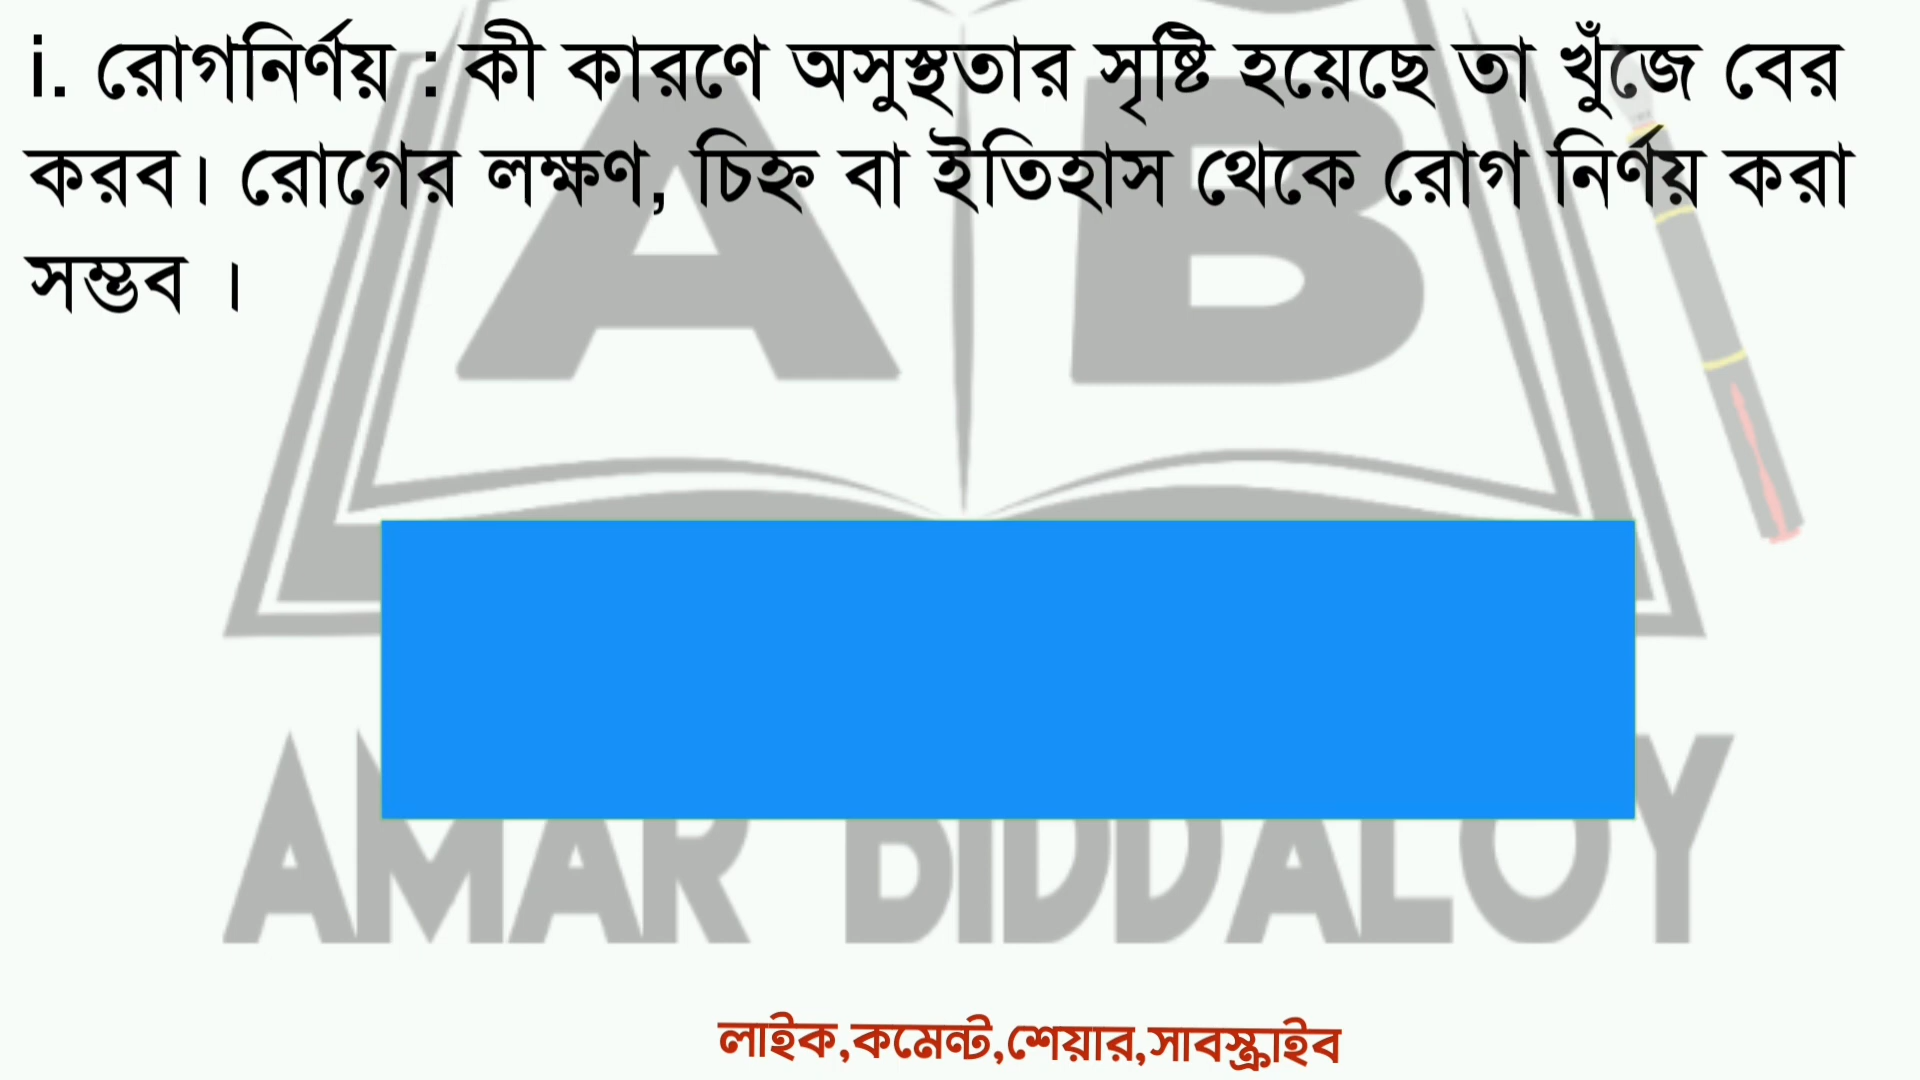 i. রোগনির্ণয় : কী কারণে অসুস্থতার সৃষ্টি হয়েছে তা খুঁজে বের
করব। রোগের লক্ষণ, চিহ্ন বা ইতিহাস থেকে রোগ নির্ণয় করা
সম্ভব ।
A B
AMAR BIDDALOY
লাইক,কমেন্ট,শেয়ার,সাবস্ক্রাইব